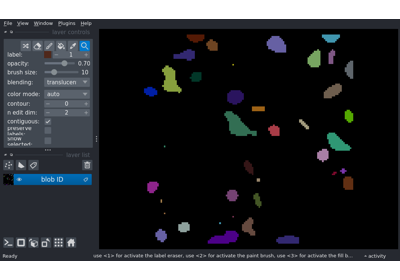 File View Window Plugins Help
layer controls
label: 1
opacity: 0.70
brush size: 10
blending: translucen
color mode: auto
contour: 0
n edit dim: 2
contiguous:
preserve
labels:
show
selected:
layer list
blob ID
Ready use <1> for activate the label eraser, use <2> for activate the paint brush, use <3> for activate the fill b... activity